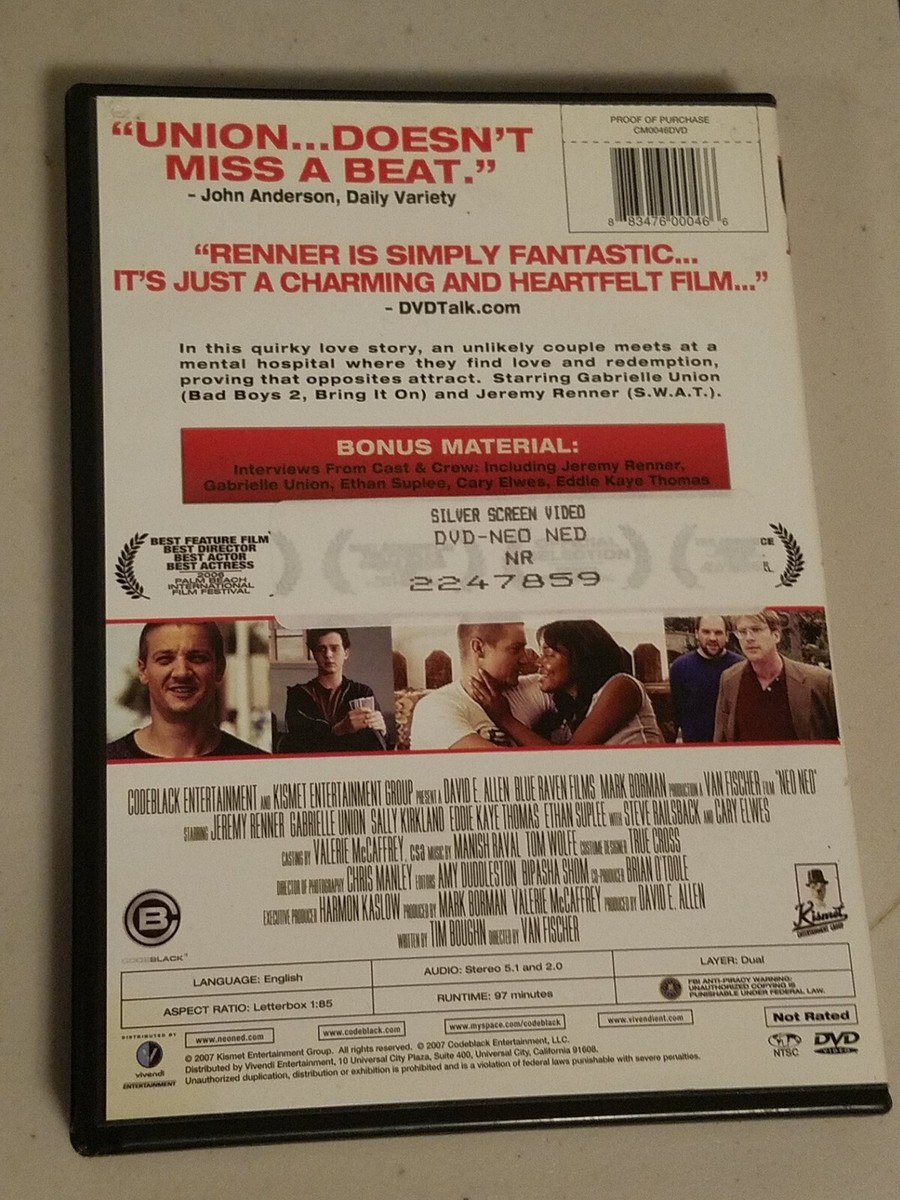 “UNION...DOESN’T
MISS A BEAT.”
– John Anderson, Daily Variety
PROOF OF PURCHASE
CM0046DVD
8 83476 00046 6
“RENNER IS SIMPLY FANTASTIC...
IT’S JUST A CHARMING AND HEARTFELT FILM...”
– DVDTalk.com
In this quirky love story, an unlikely couple meets at a
mental hospital where they find love and redemption,
proving that opposites attract. Starring Gabrielle Union
(Bad Boys 2, Bring It On) and Jeremy Renner (S.W.A.T.).
BONUS MATERIAL:
Interviews From Cast & Crew: Including Jeremy Renner,
Gabrielle Union, Ethan Suplee, Cary Elwes, Eddie Kaye Thomas
BEST FEATURE FILM
BEST DIRECTOR
BEST ACTOR
BEST ACTRESS
2006
PALM BEACH
INTERNATIONAL
FILM FESTIVAL
SILVER SCREEN VIDEO
DVD-NEO NED
NR
2247859
CODEBLACK ENTERTAINMENT AND KISMET ENTERTAINMENT GROUP PRESENT A DAVID E. ALLEN BLUE RAVEN FILMS MARK BORMAN PRODUCTION A VAN FISCHER FILM "NEO NED"
STARRING JEREMY RENNER GABRIELLE UNION SALLY KIRKLAND EDDIE KAYE THOMAS ETHAN SUPLEE WITH STEVE RAILSBACK AND CARY ELWES
CASTING BY VALERIE McCAFFREY, csa MUSIC BY MANISH RAVAL TOM WOLFE COSTUME DESIGNER TRUE CROSS
DIRECTOR OF PHOTOGRAPHY CHRIS MANLEY EDITORS AMY DUDDLESTON BIPASHA SHOM CO-PRODUCER BRIAN O'TOOLE
EXECUTIVE PRODUCER HARMON KASLOW PRODUCED BY MARK BORMAN VALERIE McCAFFREY PRODUCED BY DAVID E. ALLEN
WRITTEN BY TIM BOUGHN DIRECTED BY VAN FISCHER
B
CODEBLACK
Kismet
ENTERTAINMENT GROUP
LANGUAGE: English
AUDIO: Stereo 5.1 and 2.0
LAYER: Dual
ASPECT RATIO: Letterbox 1:85
RUNTIME: 97 minutes
FBI ANTI-PIRACY WARNING:
UNAUTHORIZED COPYING IS
PUNISHABLE UNDER FEDERAL LAW.
DISTRIBUTED BY
vivendi
ENTERTAINMENT
www.neoned.com
www.codeblack.com
www.myspace.com/codeblack
www.vivendient.com
Not Rated
© 2007 Kismet Entertainment Group. All rights reserved. © 2007 Codeblack Entertainment, LLC.
Distributed by Vivendi Entertainment, 10 Universal City Plaza, Suite 400, Universal City, California 91608.
Unauthorized duplication, distribution or exhibition is prohibited and is a violation of federal laws punishable with severe penalties.
NTSC
DVD
VIDEO